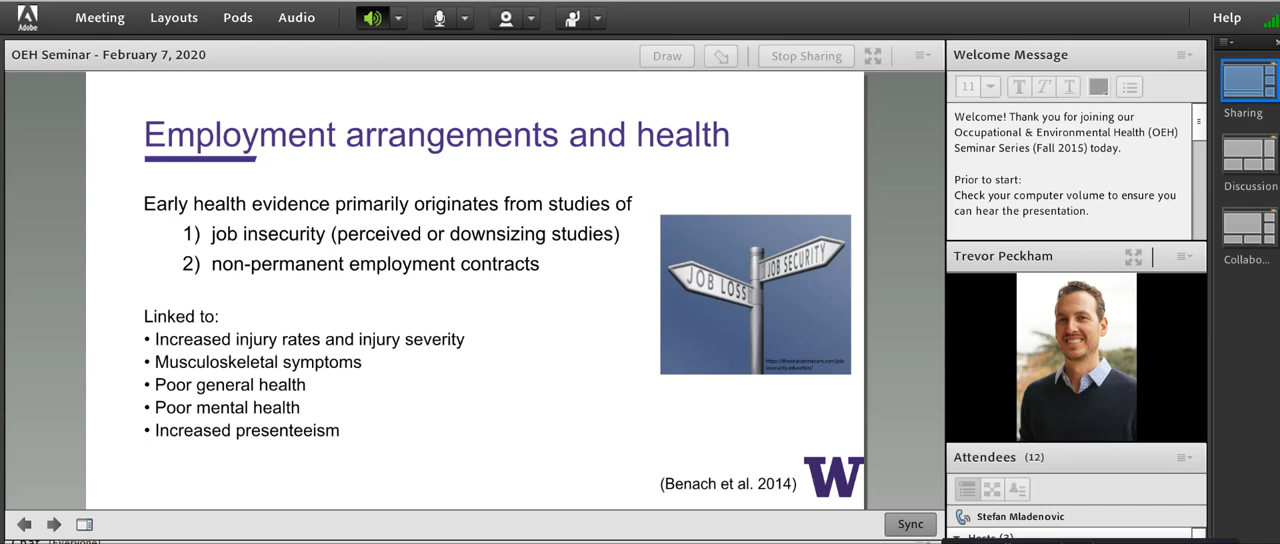 Adobe
Meeting
Layouts
Pods
Audio
Help
OEH Seminar - February 7, 2020
Draw
Stop Sharing
Employment arrangements and health
Early health evidence primarily originates from studies of
1) job insecurity (perceived or downsizing studies)
2) non-permanent employment contracts
Linked to:
• Increased injury rates and injury severity
• Musculoskeletal symptoms
• Poor general health
• Poor mental health
• Increased presenteeism
JOB LOSS
JOB SECURITY
(Benach et al. 2014)
W
Sync
Welcome Message
11
T T T
Welcome! Thank you for joining our
Occupational & Environmental Health (OEH)
Seminar Series (Fall 2015) today.
Prior to start:
Check your computer volume to ensure you
can hear the presentation.
Trevor Peckham
Attendees (12)
Stefan Mladenovic
Hosts (3)
Sharing
Discussion
Collabo...